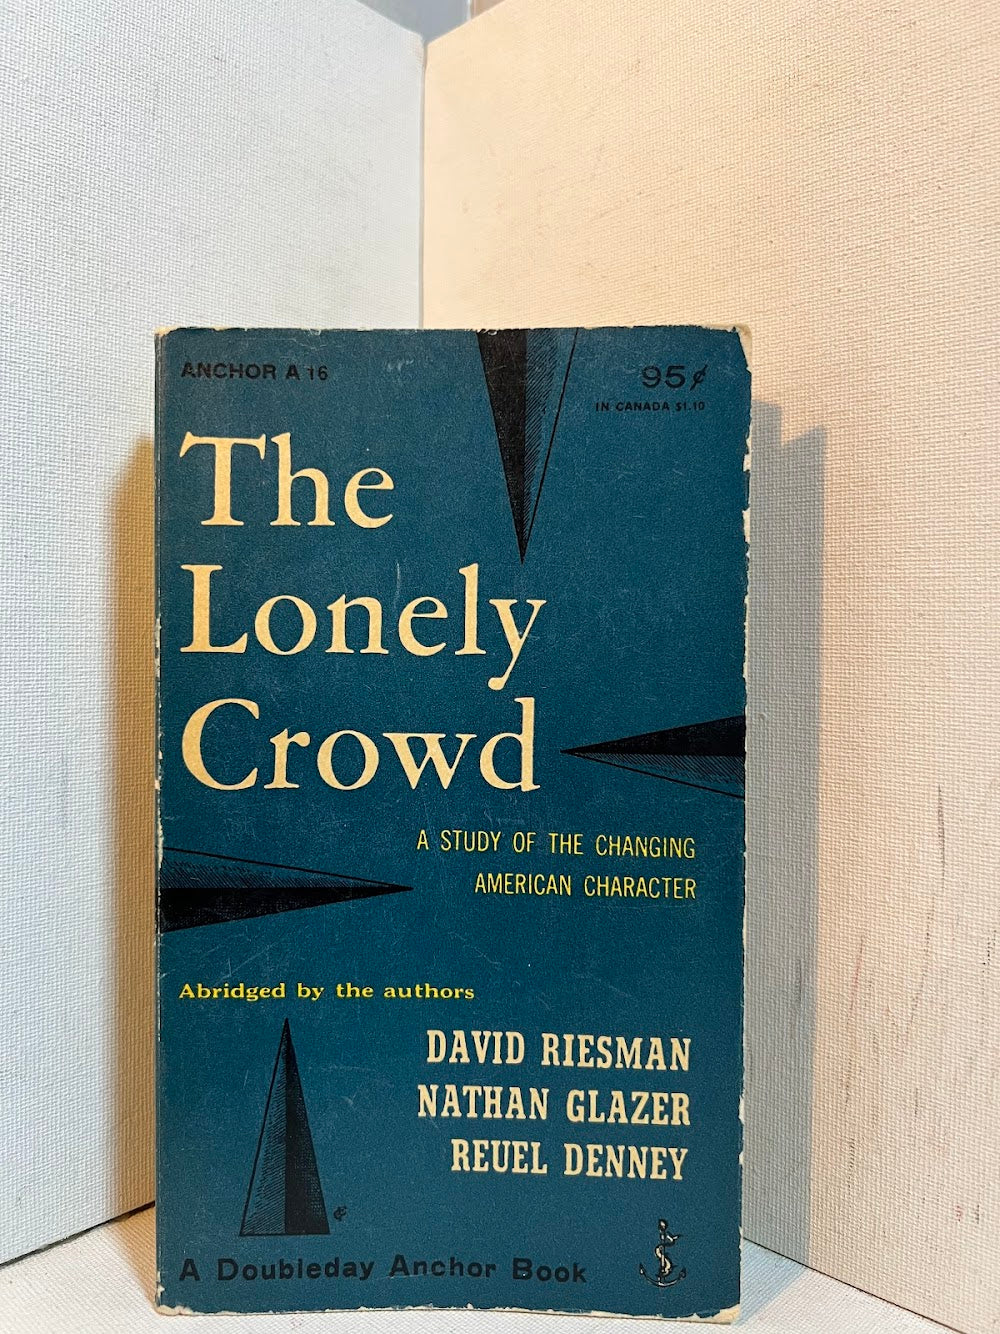 ANCHOR A 16
95¢
IN CANADA $1.10
The
Lonely
Crowd
A STUDY OF THE CHANGING
AMERICAN CHARACTER
Abridged by the authors
DAVID RIESMAN
NATHAN GLAZER
REUEL DENNEY
A Doubleday Anchor Book